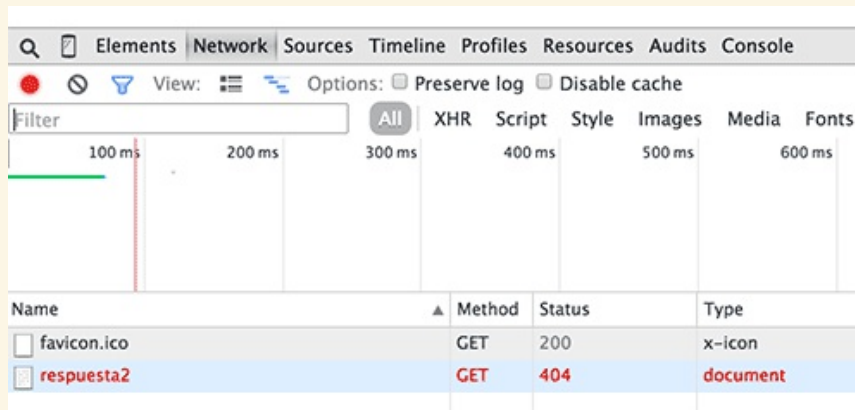 Elements Network Sources Timeline Profiles Resources Audits Console
View: Options: Preserve log Disable cache
Filter All XHR Script Style Images Media Fonts
100 ms 200 ms 300 ms 400 ms 500 ms 600 ms
Name Method Status Type
favicon.ico GET 200 x-icon
respuesta2 GET 404 document